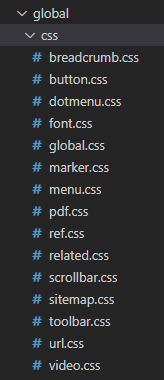 global
css
# breadcrumb.css
# button.css
# dotmenu.css
# font.css
# global.css
# marker.css
# menu.css
# pdf.css
# ref.css
# related.css
# scrollbar.css
# sitemap.css
# toolbar.css
# url.css
# video.css